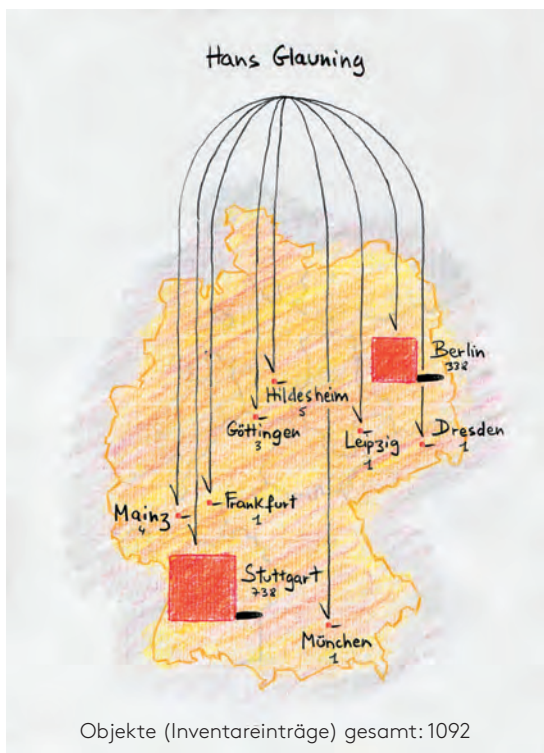 Hans Glauning
Berlin
338
Hildesheim
5
Göttingen
3
Leipzig
1
Dresden
1
Mainz
4
Frankfurt
1
Stuttgart
738
München
1
Objekte (Inventareinträge) gesamt: 1092